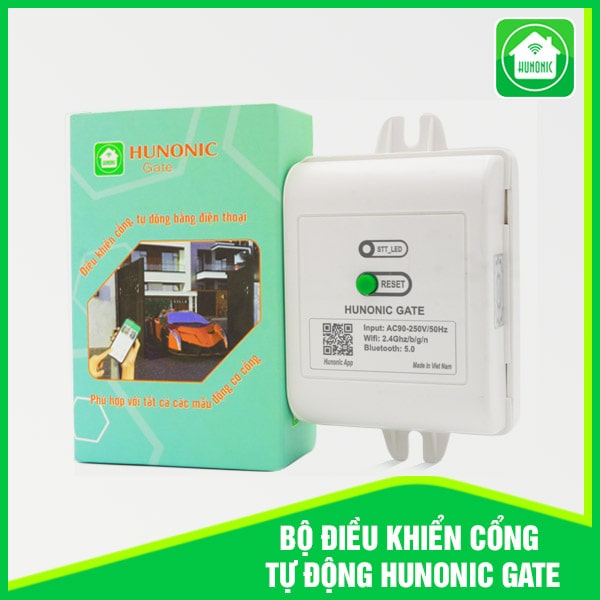 HUNONIC
HUNONIC
Gate
Điều khiển cổng, tự động bằng điện thoại
Phù hợp với tất cả các mẫu động cơ cổng
STT_LED
RESET
HUNONIC GATE
Input: AC90-250V/50Hz
Wifi: 2.4Ghz/b/g/n
Bluetooth: 5.0
Hunonic App
Made in Viet Nam
BỘ ĐIỀU KHIỂN CỔNG
TỰ ĐỘNG HUNONIC GATE